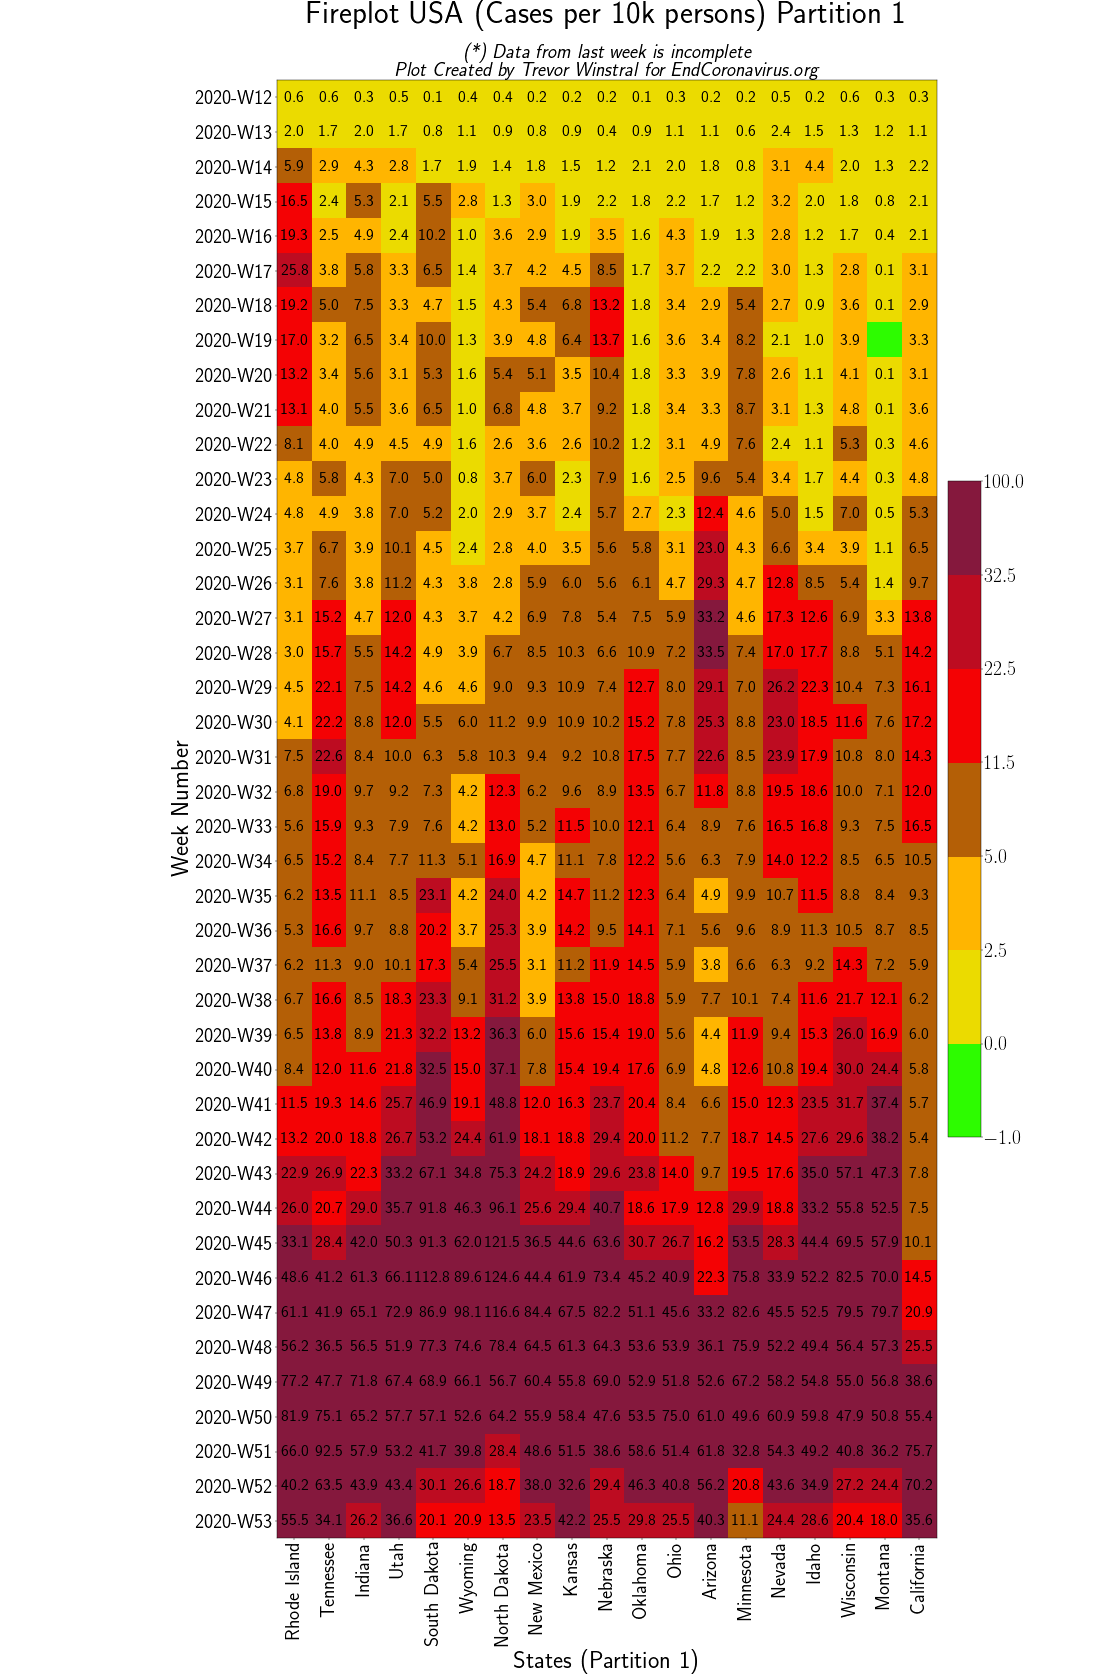 Fireplot USA (Cases per 10k persons) Partition 1
(*) Data from last week is incomplete
Plot Created by Trevor Winstral for EndCoronavirus.org
2020-W12 0.6 0.6 0.3 0.5 0.1 0.4 0.4 0.2 0.2 0.2 0.1 0.3 0.2 0.2 0.5 0.2 0.6 0.3 0.3
2020-W13 2.0 1.7 2.0 1.7 0.8 1.1 0.9 0.8 0.9 0.4 0.9 1.1 1.1 0.6 2.4 1.5 1.3 1.2 1.1
2020-W14 5.9 2.9 4.3 2.8 1.7 1.9 1.4 1.8 1.5 1.2 2.1 2.0 1.8 0.8 3.1 4.4 2.0 1.3 2.2
2020-W15 16.5 2.4 5.3 2.1 5.5 2.8 1.3 3.0 1.9 2.2 1.8 2.2 1.7 1.2 3.2 2.0 1.8 0.8 2.1
2020-W16 19.3 2.5 4.9 2.4 10.2 1.0 3.6 2.9 1.9 3.5 1.6 4.3 1.9 1.3 2.8 1.2 1.7 0.4 2.1
2020-W17 25.8 3.8 5.8 3.3 6.5 1.4 3.7 4.2 4.5 8.5 1.7 3.7 2.2 2.2 3.0 1.3 2.8 0.1 3.1
2020-W18 19.2 5.0 7.5 3.3 4.7 1.5 4.3 5.4 6.8 13.2 1.8 3.4 2.9 5.4 2.7 0.9 3.6 0.1 2.9
2020-W19 17.0 3.2 6.5 3.4 10.0 1.3 3.9 4.8 6.4 13.7 1.6 3.6 3.4 8.2 2.1 1.0 3.9 3.3
2020-W20 13.2 3.4 5.6 3.1 5.3 1.6 5.4 5.1 3.5 10.4 1.8 3.3 3.9 7.8 2.6 1.1 4.1 0.1 3.1
2020-W21 13.1 4.0 5.5 3.6 6.5 1.0 6.8 4.8 3.7 9.2 1.8 3.4 3.3 8.7 3.1 1.3 4.8 0.1 3.6
2020-W22 8.1 4.0 4.9 4.5 4.9 1.6 2.6 3.6 2.6 10.2 1.2 3.1 4.9 7.6 2.4 1.1 5.3 0.3 4.6
2020-W23 4.8 5.8 4.3 7.0 5.0 0.8 3.7 6.0 2.3 7.9 1.6 2.5 9.6 5.4 3.4 1.7 4.4 0.3 4.8
2020-W24 4.8 4.9 3.8 7.0 5.2 2.0 2.9 3.7 2.4 5.7 2.7 2.3 12.4 4.6 5.0 1.5 7.0 0.5 5.3
2020-W25 3.7 6.7 3.9 10.1 4.5 2.4 2.8 4.0 3.5 5.6 5.8 3.1 23.0 4.3 6.6 3.4 3.9 1.1 6.5
2020-W26 3.1 7.6 3.8 11.2 4.3 3.8 2.8 5.9 6.0 5.6 6.1 4.7 29.3 4.7 12.8 8.5 5.4 1.4 9.7
2020-W27 3.1 15.2 4.7 12.0 4.3 3.7 4.2 6.9 7.8 5.4 7.5 5.9 33.2 4.6 17.3 12.6 6.9 3.3 13.8
2020-W28 3.0 15.7 5.5 14.2 4.9 3.9 6.7 8.5 10.3 6.6 10.9 7.2 33.5 7.4 17.0 17.7 8.8 5.1 14.2
2020-W29 4.5 22.1 7.5 14.2 4.6 4.6 9.0 9.3 10.9 7.4 12.7 8.0 29.1 7.0 26.2 22.3 10.4 7.3 16.1
2020-W30 4.1 22.2 8.8 12.0 5.5 6.0 11.2 9.9 10.9 10.2 15.2 7.8 25.3 8.8 23.0 18.5 11.6 7.6 17.2
2020-W31 7.5 22.6 8.4 10.0 6.3 5.8 10.3 9.4 9.2 10.8 17.5 7.7 22.6 8.5 23.9 17.9 10.8 8.0 14.3
2020-W32 6.8 19.0 9.7 9.2 7.3 4.2 12.3 6.2 9.6 8.9 13.5 6.7 11.8 8.8 19.5 18.6 10.0 7.1 12.0
2020-W33 5.6 15.9 9.3 7.9 7.6 4.2 13.0 5.2 11.5 10.0 12.1 6.4 8.9 7.6 16.5 16.8 9.3 7.5 16.5
2020-W34 6.5 15.2 8.4 7.7 11.3 5.1 16.9 4.7 11.1 7.8 12.2 5.6 6.3 7.9 14.0 12.2 8.5 6.5 10.5
2020-W35 6.2 13.5 11.1 8.5 23.1 4.2 24.0 4.2 14.7 11.2 12.3 6.4 4.9 9.9 10.7 11.5 8.8 8.4 9.3
2020-W36 5.3 16.6 9.7 8.8 20.2 3.7 25.3 3.9 14.2 9.5 14.1 7.1 5.6 9.6 8.9 11.3 10.5 8.7 8.5
2020-W37 6.2 11.3 9.0 10.1 17.3 5.4 25.5 3.1 11.2 11.9 14.5 5.9 3.8 6.6 6.3 9.2 14.3 7.2 5.9
2020-W38 6.7 16.6 8.5 18.3 23.3 9.1 31.2 3.9 13.8 15.0 18.8 5.9 7.7 10.1 7.4 11.6 21.7 12.1 6.2
2020-W39 6.5 13.8 8.9 21.3 32.2 13.2 36.3 6.0 15.6 15.4 19.0 5.6 4.4 11.9 9.4 15.3 26.0 16.9 6.0
2020-W40 8.4 12.0 11.6 21.8 32.5 15.0 37.1 7.8 15.4 19.4 17.6 6.9 4.8 12.6 10.8 19.4 30.0 24.4 5.8
2020-W41 11.5 19.3 14.6 25.7 46.9 19.1 48.8 12.0 16.3 23.7 20.4 8.4 6.6 15.0 12.3 23.5 31.7 37.4 5.7
2020-W42 13.2 20.0 18.8 26.7 53.2 24.4 61.9 18.1 18.8 29.4 20.0 11.2 7.7 18.7 14.5 27.6 29.6 38.2 5.4
2020-W43 22.9 26.9 22.3 33.2 67.1 34.8 75.3 24.2 18.9 29.6 23.8 14.0 9.7 19.5 17.6 35.0 57.1 47.3 7.8
2020-W44 26.0 20.7 29.0 35.7 91.8 46.3 96.1 25.6 29.4 40.7 18.6 17.9 12.8 29.9 18.8 33.2 55.8 52.5 7.5
2020-W45 33.1 28.4 42.0 50.3 91.3 62.0 121.5 36.5 44.6 63.6 30.7 26.7 16.2 53.5 28.3 44.4 69.5 57.9 10.1
2020-W46 48.6 41.2 61.3 66.1 112.8 89.6 124.6 44.4 61.9 73.4 45.2 40.9 22.3 75.8 33.9 52.2 82.5 70.0 14.5
2020-W47 61.1 41.9 65.1 72.9 86.9 98.1 116.6 84.4 67.5 82.2 51.1 45.6 33.2 82.6 45.5 52.5 79.5 79.7 20.9
2020-W48 56.2 36.5 56.5 51.9 77.3 74.6 78.4 64.5 61.3 64.3 53.6 53.9 36.1 75.9 52.2 49.4 56.4 57.3 25.5
2020-W49 77.2 47.7 71.8 67.4 68.9 66.1 56.7 60.4 55.8 69.0 52.9 51.8 52.6 67.2 58.2 54.8 55.0 56.8 38.6
2020-W50 81.9 75.1 65.2 57.7 57.1 52.6 64.2 55.9 58.4 47.6 53.5 75.0 61.0 49.6 60.9 59.8 47.9 50.8 55.4
2020-W51 66.0 92.5 57.9 53.2 41.7 39.8 28.4 48.6 51.5 38.6 58.6 51.4 61.8 32.8 54.3 49.2 40.8 36.2 75.7
2020-W52 40.2 63.5 43.9 43.4 30.1 26.6 18.7 38.0 32.6 29.4 46.3 40.8 56.2 20.8 43.6 34.9 27.2 24.4 70.2
2020-W53 55.5 34.1 26.2 36.6 20.1 20.9 13.5 23.5 42.2 25.5 29.8 25.5 40.3 11.1 24.4 28.6 20.4 18.0 35.6
Week Number
Rhode Island
Tennessee
Indiana
Utah
South Dakota
Wyoming
North Dakota
New Mexico
Kansas
Nebraska
Oklahoma
Ohio
Arizona
Minnesota
Nevada
Idaho
Wisconsin
Montana
California
States (Partition 1)
100.0
32.5
22.5
11.5
5.0
2.5
0.0
−1.0